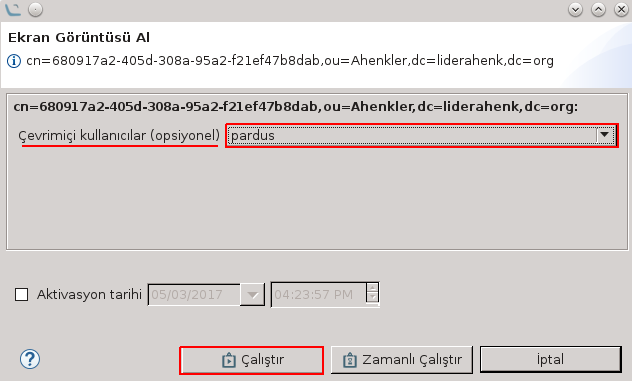 Ekran Görüntüsü Al
cn=680917a2-405d-308a-95a2-f21ef47b8dab,ou=Ahenkler,dc=liderahenk,dc=org
cn=680917a2-405d-308a-95a2-f21ef47b8dab,ou=Ahenkler,dc=liderahenk,dc=org:
Çevrimiçi kullanıcılar (opsiyonel) pardus
Aktivasyon tarihi 05/03/2017 04:23:57 PM
Çalıştır Zamanlı Çalıştır İptal